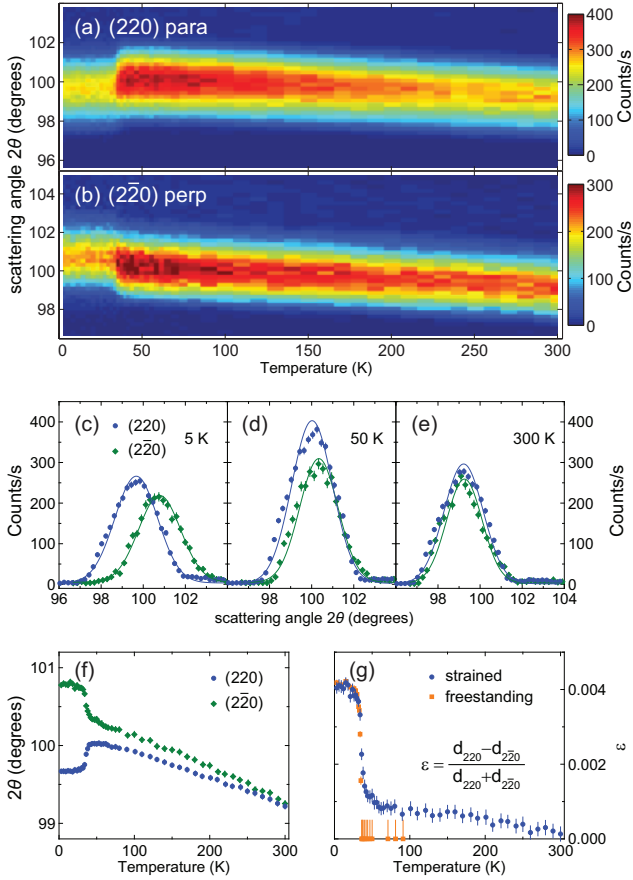 (a) (220) para
102
100
98
96
400
300
200
100
0
Counts/s
scattering angle 2θ (degrees)
(b) (22̅0) perp
104
102
100
98
300
200
100
0
Counts/s
0 50 100 150 200 250 300
Temperature (K)
(c) (220) (22̅0) 5 K
(d) 50 K
(e) 300 K
400
300
200
100
0
Counts/s
400
300
200
100
0
Counts/s
96 98 100 102 98 100 102 98 100 102 104
scattering angle 2θ (degrees)
(f) (220) (22̅0)
101
100
99
2θ (degrees)
0 100 200 300
Temperature (K)
(g) strained
freestanding
ε = (d220–d22̅0)/(d220+d22̅0)
0.004
0.002
0.000
ε
0 100 200 300
Temperature (K)